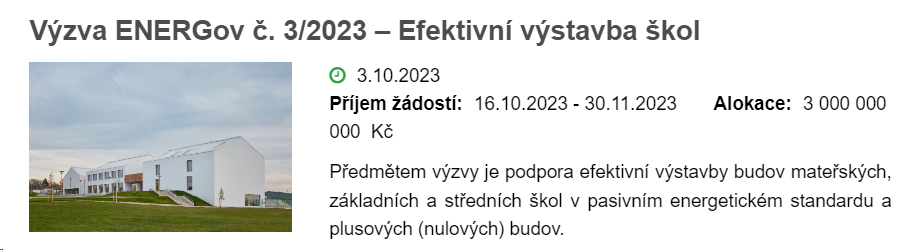 Výzva ENERGov č. 3/2023 – Efektivní výstavba škol
3.10.2023
Příjem žádostí: 16.10.2023 - 30.11.2023 Alokace: 3 000 000
000 Kč
Předmětem výzvy je podpora efektivní výstavby budov mateřských,
základních a středních škol v pasivním energetickém standardu a
plusových (nulových) budov.